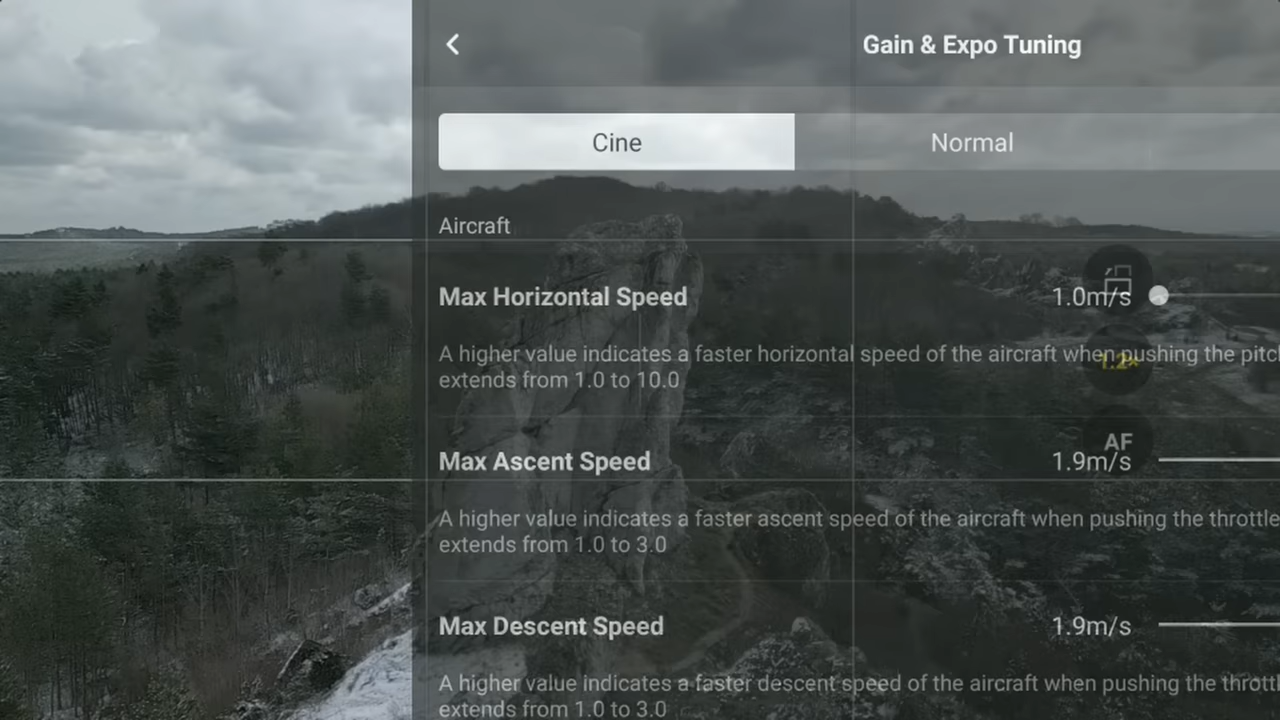 Gain & Expo Tuning
Cine
Normal
Aircraft
Max Horizontal Speed
1.0m/s
A higher value indicates a faster horizontal speed of the aircraft when pushing the pitc
extends from 1.0 to 10.0
1.2×
AF
Max Ascent Speed
1.9m/s
A higher value indicates a faster ascent speed of the aircraft when pushing the throttle
extends from 1.0 to 3.0
Max Descent Speed
1.9m/s
A higher value indicates a faster descent speed of the aircraft when pushing the thrott
extends from 1.0 to 3.0